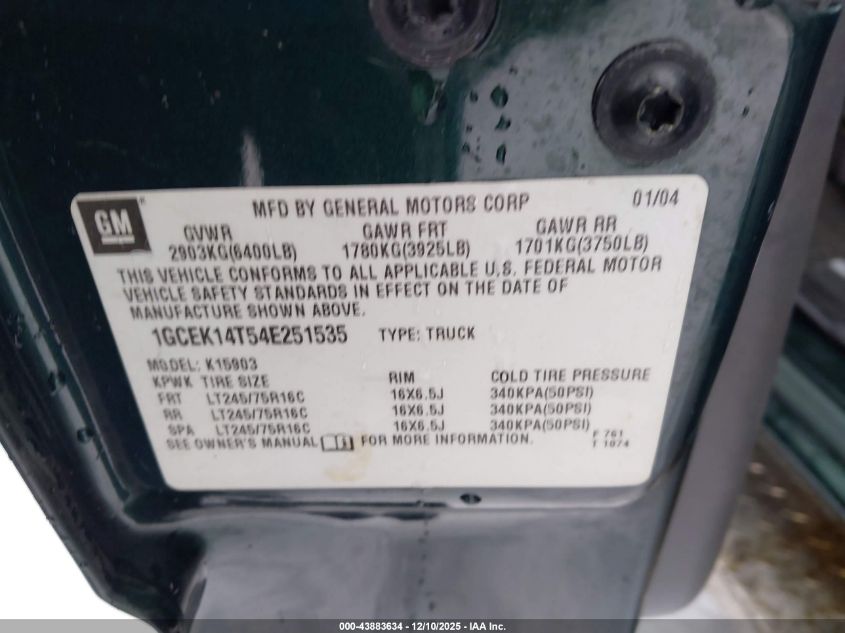 GM
MFD BY GENERAL MOTORS CORP 01/04
GVWR GAWR FRT GAWR RR
2903KG(6400LB) 1780KG(3925LB) 1701KG(3750LB)
THIS VEHICLE CONFORMS TO ALL APPLICABLE U.S. FEDERAL MOTOR
VEHICLE SAFETY STANDARDS IN EFFECT ON THE DATE OF
MANUFACTURE SHOWN ABOVE.
1GCEK14T54E251535 TYPE: TRUCK
MODEL: K15903
KPWK TIRE SIZE RIM COLD TIRE PRESSURE
FRT LT245/75R16C 16X6.5J 340KPA(50PSI)
RR LT245/75R16C 16X6.5J 340KPA(50PSI)
SPA LT245/75R16C 16X6.5J 340KPA(50PSI)
SEE OWNER'S MANUAL FOR MORE INFORMATION.
F 761
T 1074
000-43883634 - 12/10/2025 - IAA Inc.